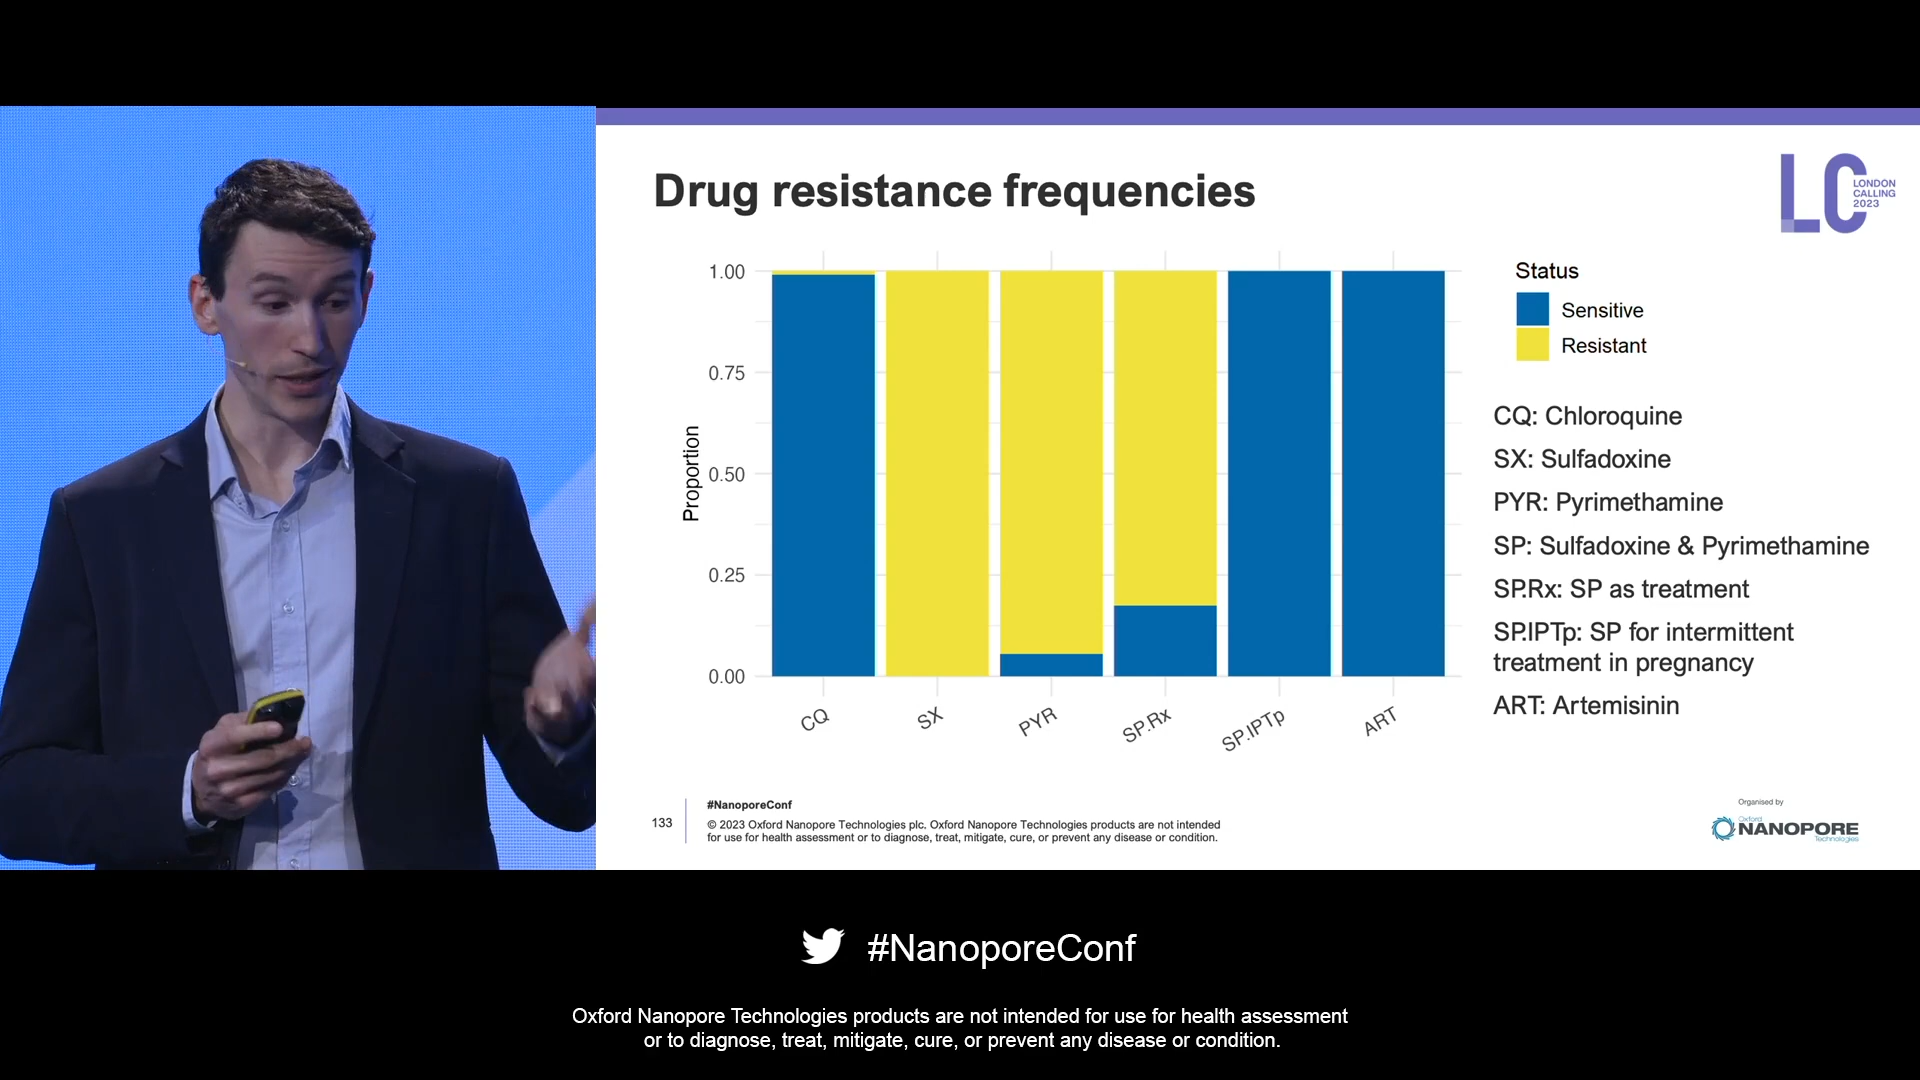 Drug resistance frequencies
LC
LONDON
CALLING
2023
1.00
0.75
0.50
0.25
0.00
Proportion
CQ
SX
PYR
SP.Rx
SP.IPTp
ART
Status
Sensitive
Resistant
CQ: Chloroquine
SX: Sulfadoxine
PYR: Pyrimethamine
SP: Sulfadoxine & Pyrimethamine
SP.Rx: SP as treatment
SP.IPTp: SP for intermittent
treatment in pregnancy
ART: Artemisinin
133
#NanoporeConf
© 2023 Oxford Nanopore Technologies plc. Oxford Nanopore Technologies products are not intended
for use for health assessment or to diagnose, treat, mitigate, cure, or prevent any disease or condition.
Organised by
Oxford
NANOPORE
Technologies
#NanoporeConf
Oxford Nanopore Technologies products are not intended for use for health assessment
or to diagnose, treat, mitigate, cure, or prevent any disease or condition.